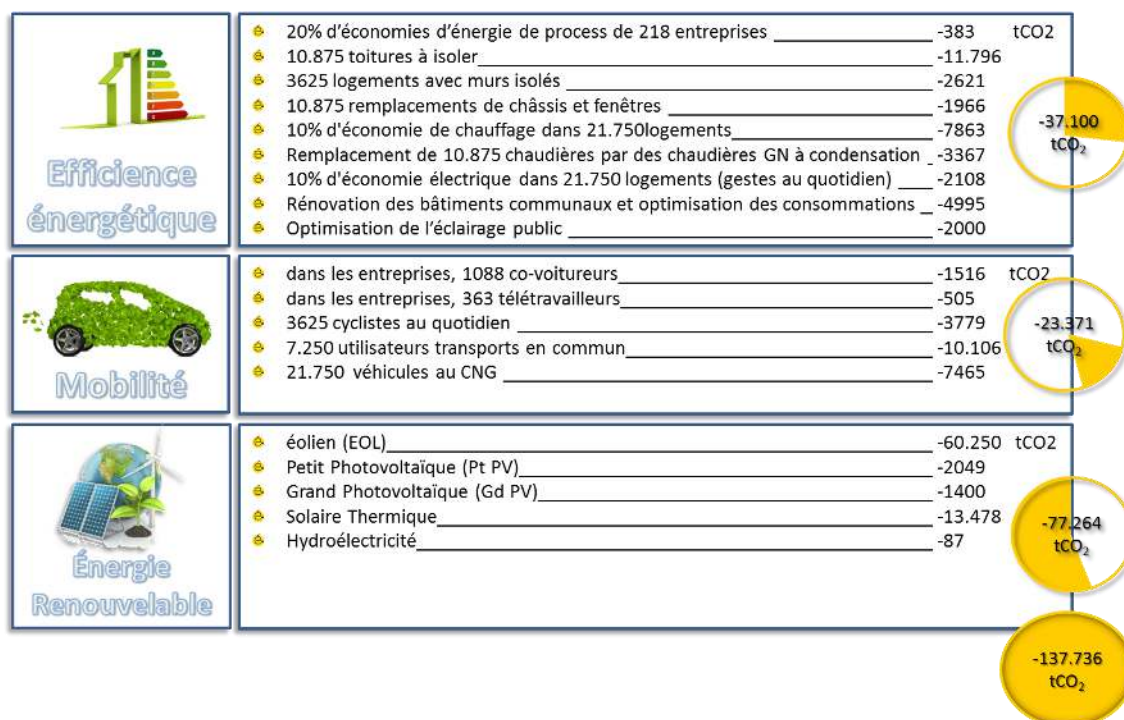 Efficience
énergétique
20% d'économies d'énergie de process de 218 entreprises -383 tCO2
10.875 toitures à isoler -11.796
3625 logements avec murs isolés -2621
10.875 remplacements de châssis et fenêtres -1966
10% d'économie de chauffage dans 21.750logements -7863
Remplacement de 10.875 chaudières par des chaudières GN à condensation -3367
10% d'économie électrique dans 21.750 logements (gestes au quotidien) -2108
Rénovation des bâtiments communaux et optimisation des consommations -4995
Optimisation de l'éclairage public -2000
-37.100
tCO₂
Mobilité
dans les entreprises, 1088 co-voitureurs -1516 tCO2
dans les entreprises, 363 télétravailleurs -505
3625 cyclistes au quotidien -3779
7.250 utilisateurs transports en commun -10.106
21.750 véhicules au CNG -7465
-23.371
tCO₂
Énergie
Renouvelable
éolien (EOL) -60.250 tCO2
Petit Photovoltaïque (Pt PV) -2049
Grand Photovoltaïque (Gd PV) -1400
Solaire Thermique -13.478
Hydroélectricité -87
-77.264
tCO₂
-137.736
tCO₂